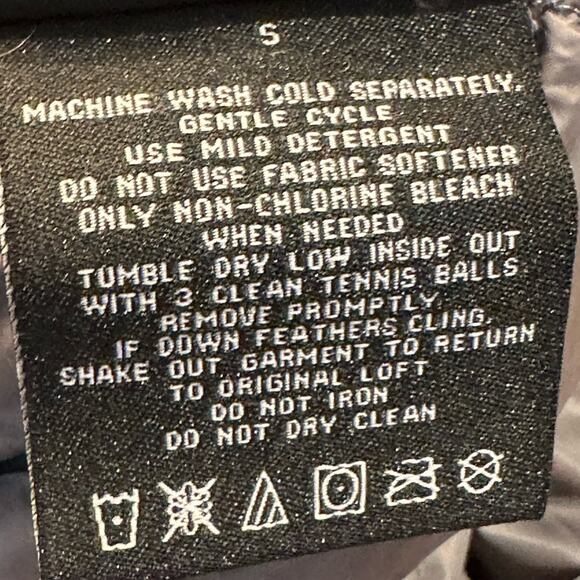 S
MACHINE WASH COLD SEPARATELY.
GENTLE CYCLE
USE MILD DETERGENT
DO NOT USE FABRIC SOFTENER
ONLY NON-CHLORINE BLEACH
WHEN NEEDED
TUMBLE DRY LOW INSIDE OUT
WITH 3 CLEAN TENNIS BALLS
REMOVE PROMPTLY.
IF DOWN FEATHERS CLING,
SHAKE OUT GARMENT TO RETURN
TO ORIGINAL LOFT
DO NOT IRON
DO NOT DRY CLEAN